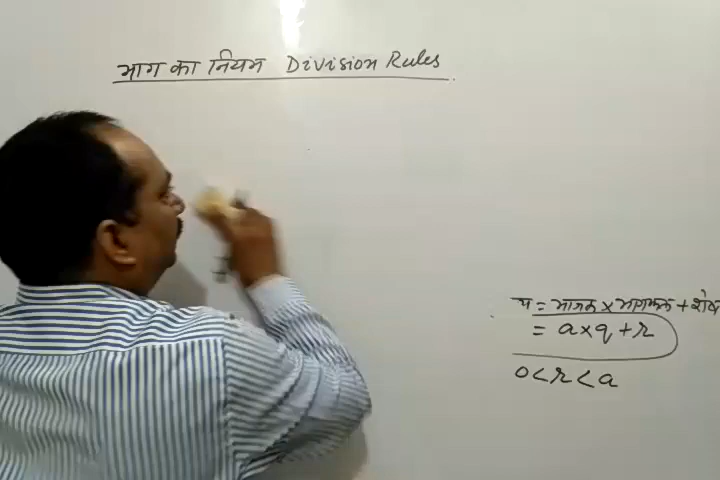 भाग का नियम Division Rules
= भाजक × भागफल + शेष
= a × q + r
0 < r < a